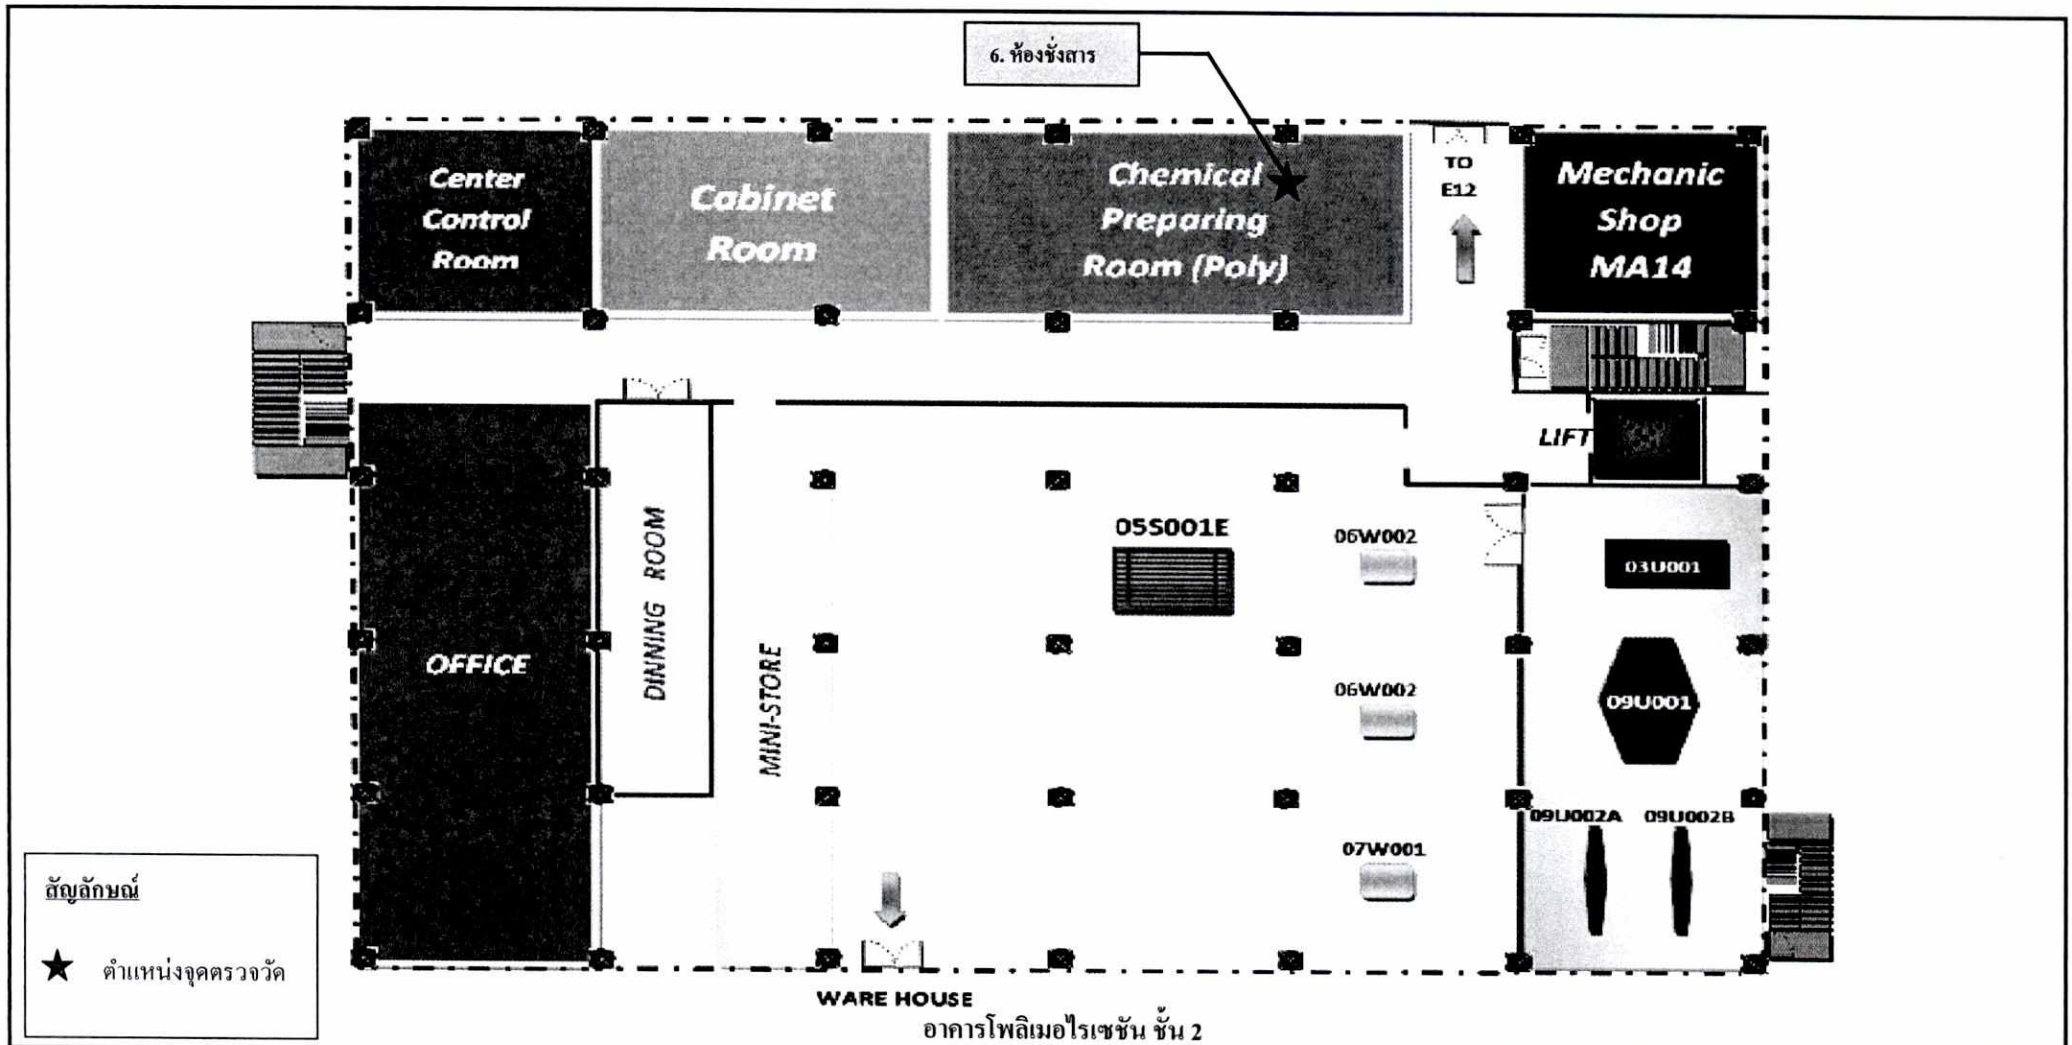 6. ห้องชั่งสาร
Center
Control
Room
Cabinet
Room
Chemical
Preparing
Room (Poly)
TO
E12
Mechanic
Shop
MA14
LIFT
OFFICE
DINNING ROOM
MINI-STORE
05S001E
06W002
06W002
07W001
03U001
09U001
09U002A
09U002B
สัญลักษณ์
ตำแหน่งจุดตรวจวัด
WARE HOUSE
อาคารโพลิเมอไรเซชัน ชั้น 2